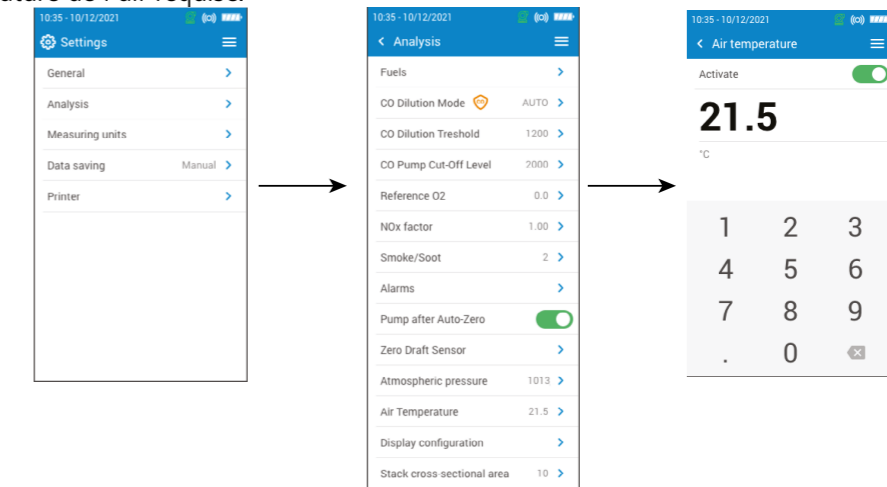 10:35 - 10/12/2021
Settings
General
Analysis
Measuring units
Data saving Manual
Printer
10:35 - 10/12/2021
Analysis
Fuels
CO Dilution Mode AUTO
CO Dilution Treshold 1200
CO Pump Cut-Off Level 2000
Reference O2 0.0
NOx factor 1.00
Smoke/Soot 2
Alarms
Pump after Auto-Zero
Zero Draft Sensor
Atmospheric pressure 1013
Air Temperature 21.5
Display configuration
Stack cross-sectional area 10
10:35 - 10/12/2021
Air temperature
Activate
21.5
°C
1 2 3
4 5 6
7 8 9
. 0